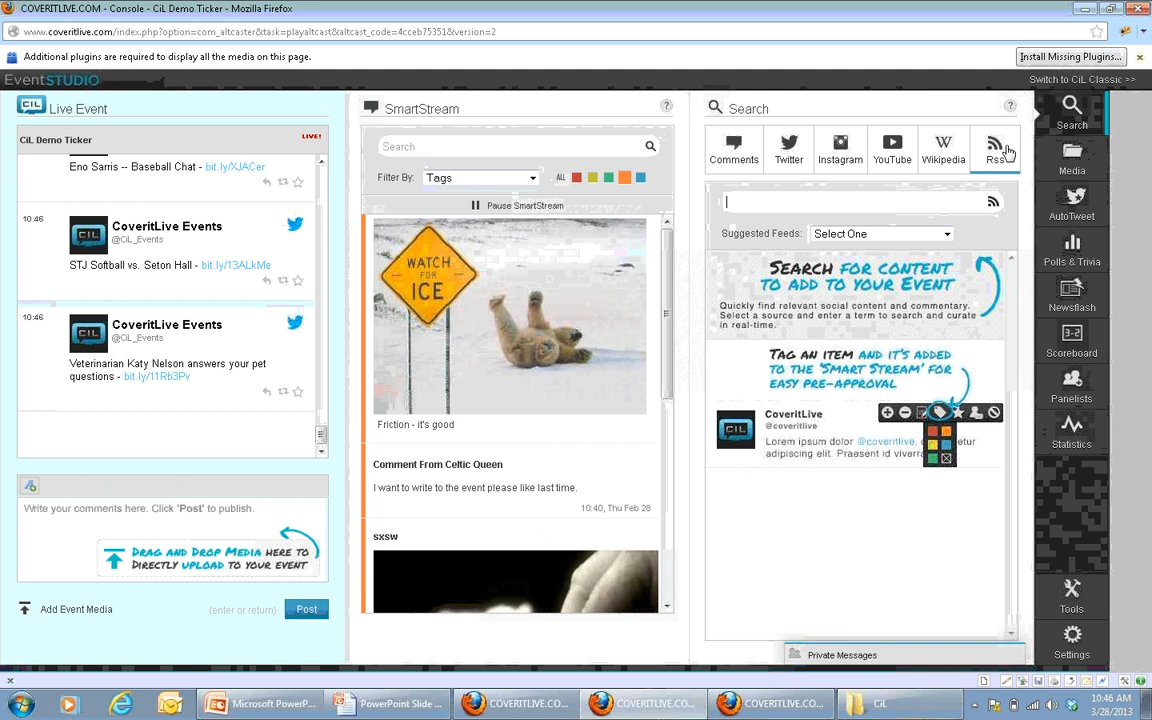 COVERITLIVE.COM - Console - CiL Demo Ticker - Mozilla Firefox
www.coveritlive.com/index.php?option=com_altcaster&task=playaltcast&altcast_code=4cceb75351&version=2
Additional plugins are required to display all the media on this page.
Install Missing Plugins...
EventSTUDIO
Switch to CiL Classic >>
CiL Live Event
CiL Demo Ticker
LIVE!
Eno Sarris -- Baseball Chat - bit.ly/XJACer
10:46
CiL
CoveritLive Events
@CiL_Events
STJ Softball vs. Seton Hall - bit.ly/13ALkMe
10:46
CiL
CoveritLive Events
@CiL_Events
Veterinarian Katy Nelson answers your pet
questions - bit.ly/11Rb3Pv
Write your comments here. Click 'Post' to publish.
Drag and Drop Media here to
Directly upload to your event
Add Event Media
(enter or return)
Post
SmartStream
?
Search
Filter By:
Tags
ALL
Pause SmartStream
WATCH
FOR
ICE
Friction - it's good
Comment From Celtic Queen
I want to write to the event please like last time.
10:40, Thu Feb 28
sxsw
Search
?
Comments
Twitter
Instagram
YouTube
W
Wikipedia
Rss
Suggested Feeds:
Select One
Search for content
to add to your Event
Quickly find relevant social content and commentary.
Select a source and enter a term to search and curate
in real-time.
Tag an item and it's added
to the 'Smart Stream' for
easy pre-approval
CiL
CoveritLive
@coveritlive
Lorem ipsum dolor @coveritlive,
adipiscing elit. Praesent id viverra
Private Messages
Search
Media
AutoTweet
Polls & Trivia
Newsflash
3-2
Scoreboard
Panelists
Statistics
Tools
Settings
Microsoft PowerP...
PowerPoint Slide ...
COVERITLIVE.CO...
COVERITLIVE.CO...
COVERITLIVE.CO...
CiL
10:46 AM
3/28/2013